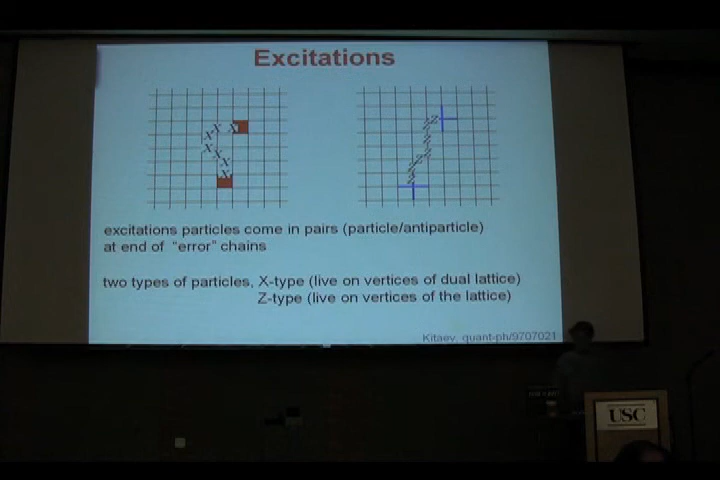 Excitations
X X X
X
X X
X
X
Z Z
Z
Z
Z
Z
Z
Z
excitations particles come in pairs (particle/antiparticle)
at end of "error" chains
two types of particles, X-type (live on vertices of dual lattice)
Z-type (live on vertices of the lattice)
Kitaev, quant-ph/9707021
USC